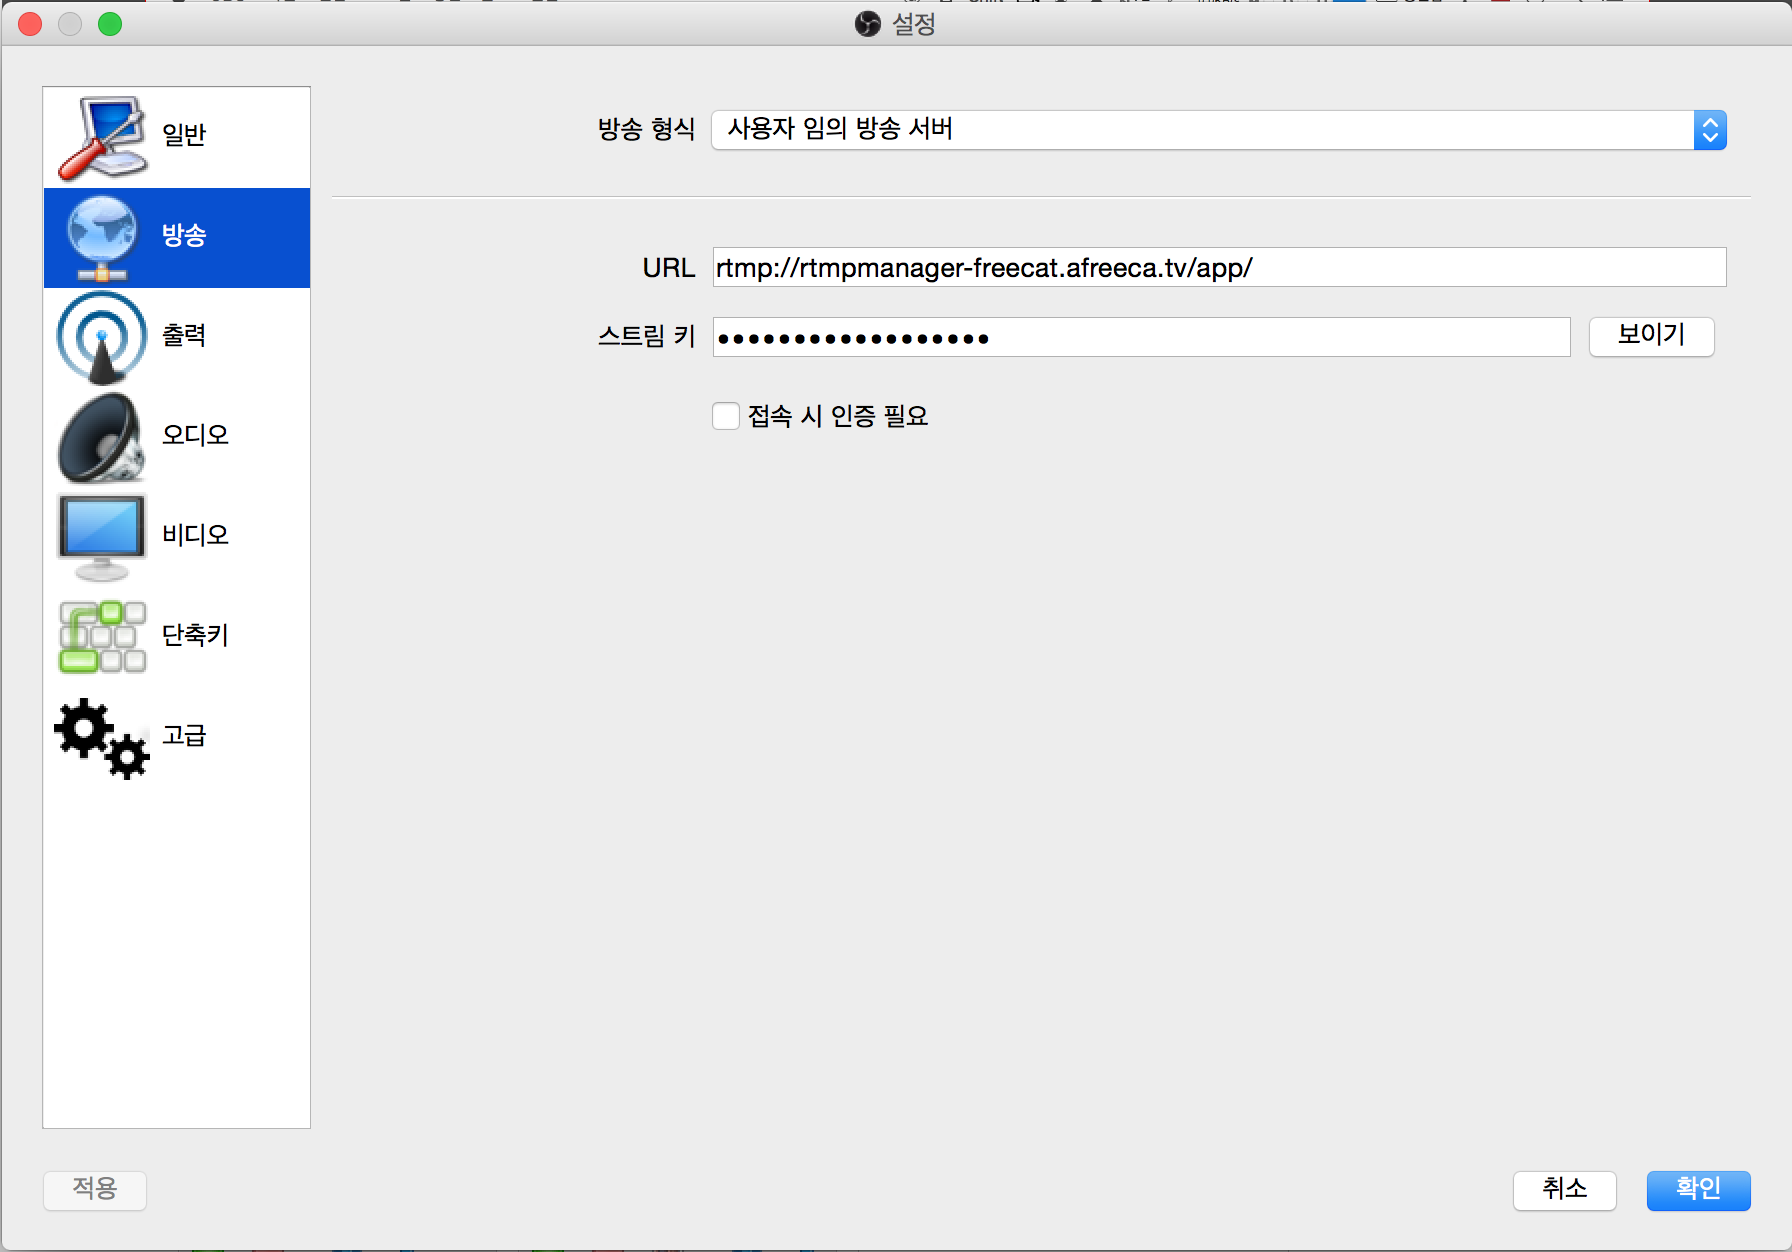 설정
일반
방송
출력
오디오
비디오
단축키
고급
방송 형식 사용자 임의 방송 서버
URL rtmp://rtmpmanager-freecat.afreeca.tv/app/
스트림 키 ●●●●●●●●●●●●●●●●●● 보이기
접속 시 인증 필요
적용 취소 확인